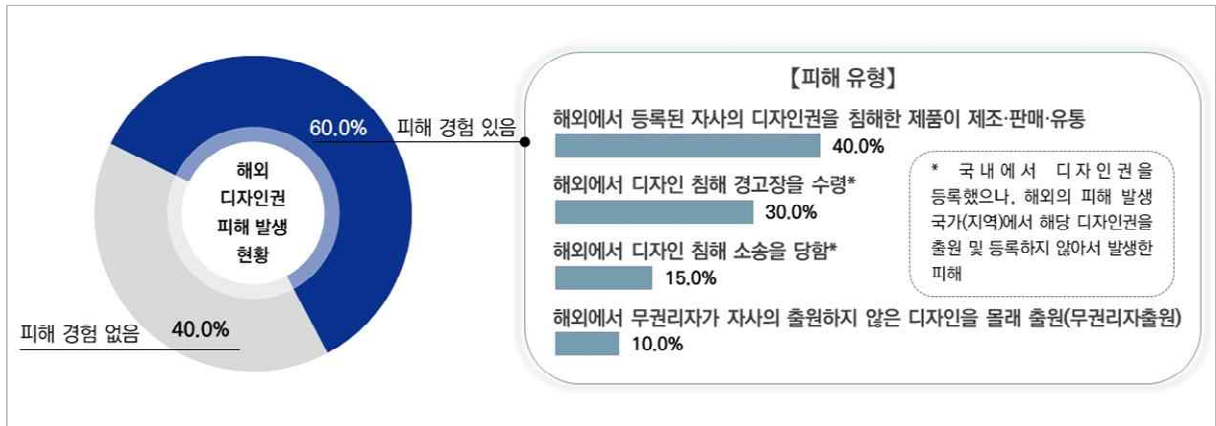 해외
디자인권
피해 발생
현황
60.0%
피해 경험 있음
피해 경험 없음
40.0%
【피해 유형】
해외에서 등록된 자사의 디자인권을 침해한 제품이 제조·판매·유통
40.0%
해외에서 디자인 침해 경고장을 수령*
30.0%
해외에서 디자인 침해 소송을 당함*
15.0%
해외에서 무권리자가 자사의 출원하지 않은 디자인을 몰래 출원(무권리자출원)
10.0%
* 국내에서 디자인권을
등록했으나, 해외의 피해 발생
국가(지역)에서 해당 디자인권을
출원 및 등록하지 않아서 발생한
피해